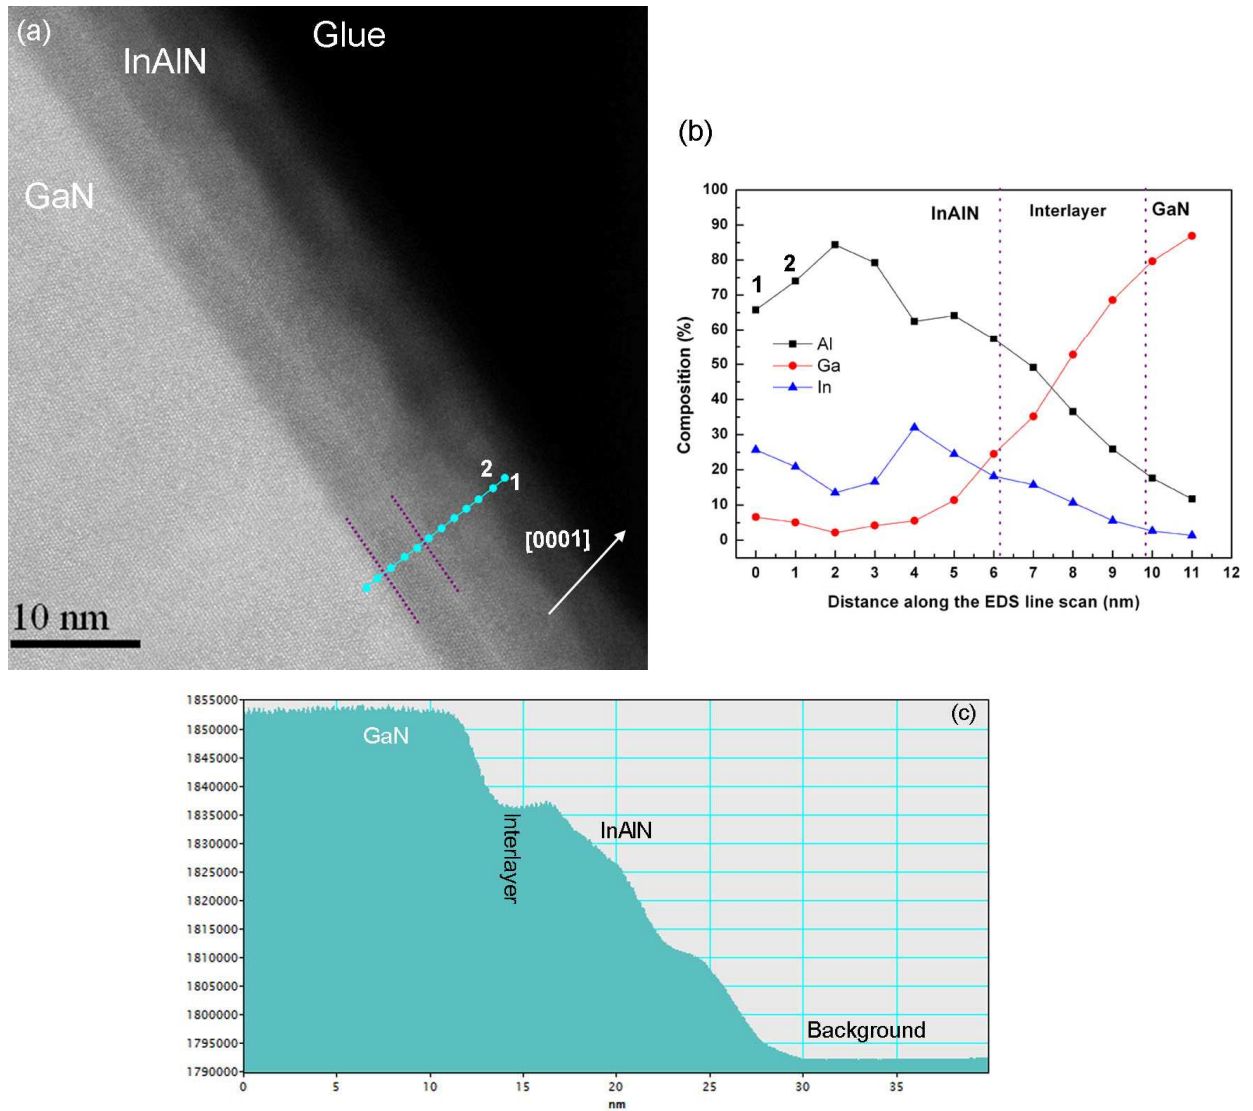 (a)
Glue
InAlN
GaN
2
1
[0001]
10 nm
(b)
100
90
80
70
60
50
40
30
20
10
0
Composition (%)
InAlN
Interlayer
GaN
1
2
Al
Ga
In
0 1 2 3 4 5 6 7 8 9 10 11 12
Distance along the EDS line scan (nm)
(c)
1855000
1850000
1845000
1840000
1835000
1830000
1825000
1820000
1815000
1810000
1805000
1800000
1795000
1790000
GaN
Interlayer
InAlN
Background
0 5 10 15 20 25 30 35
nm